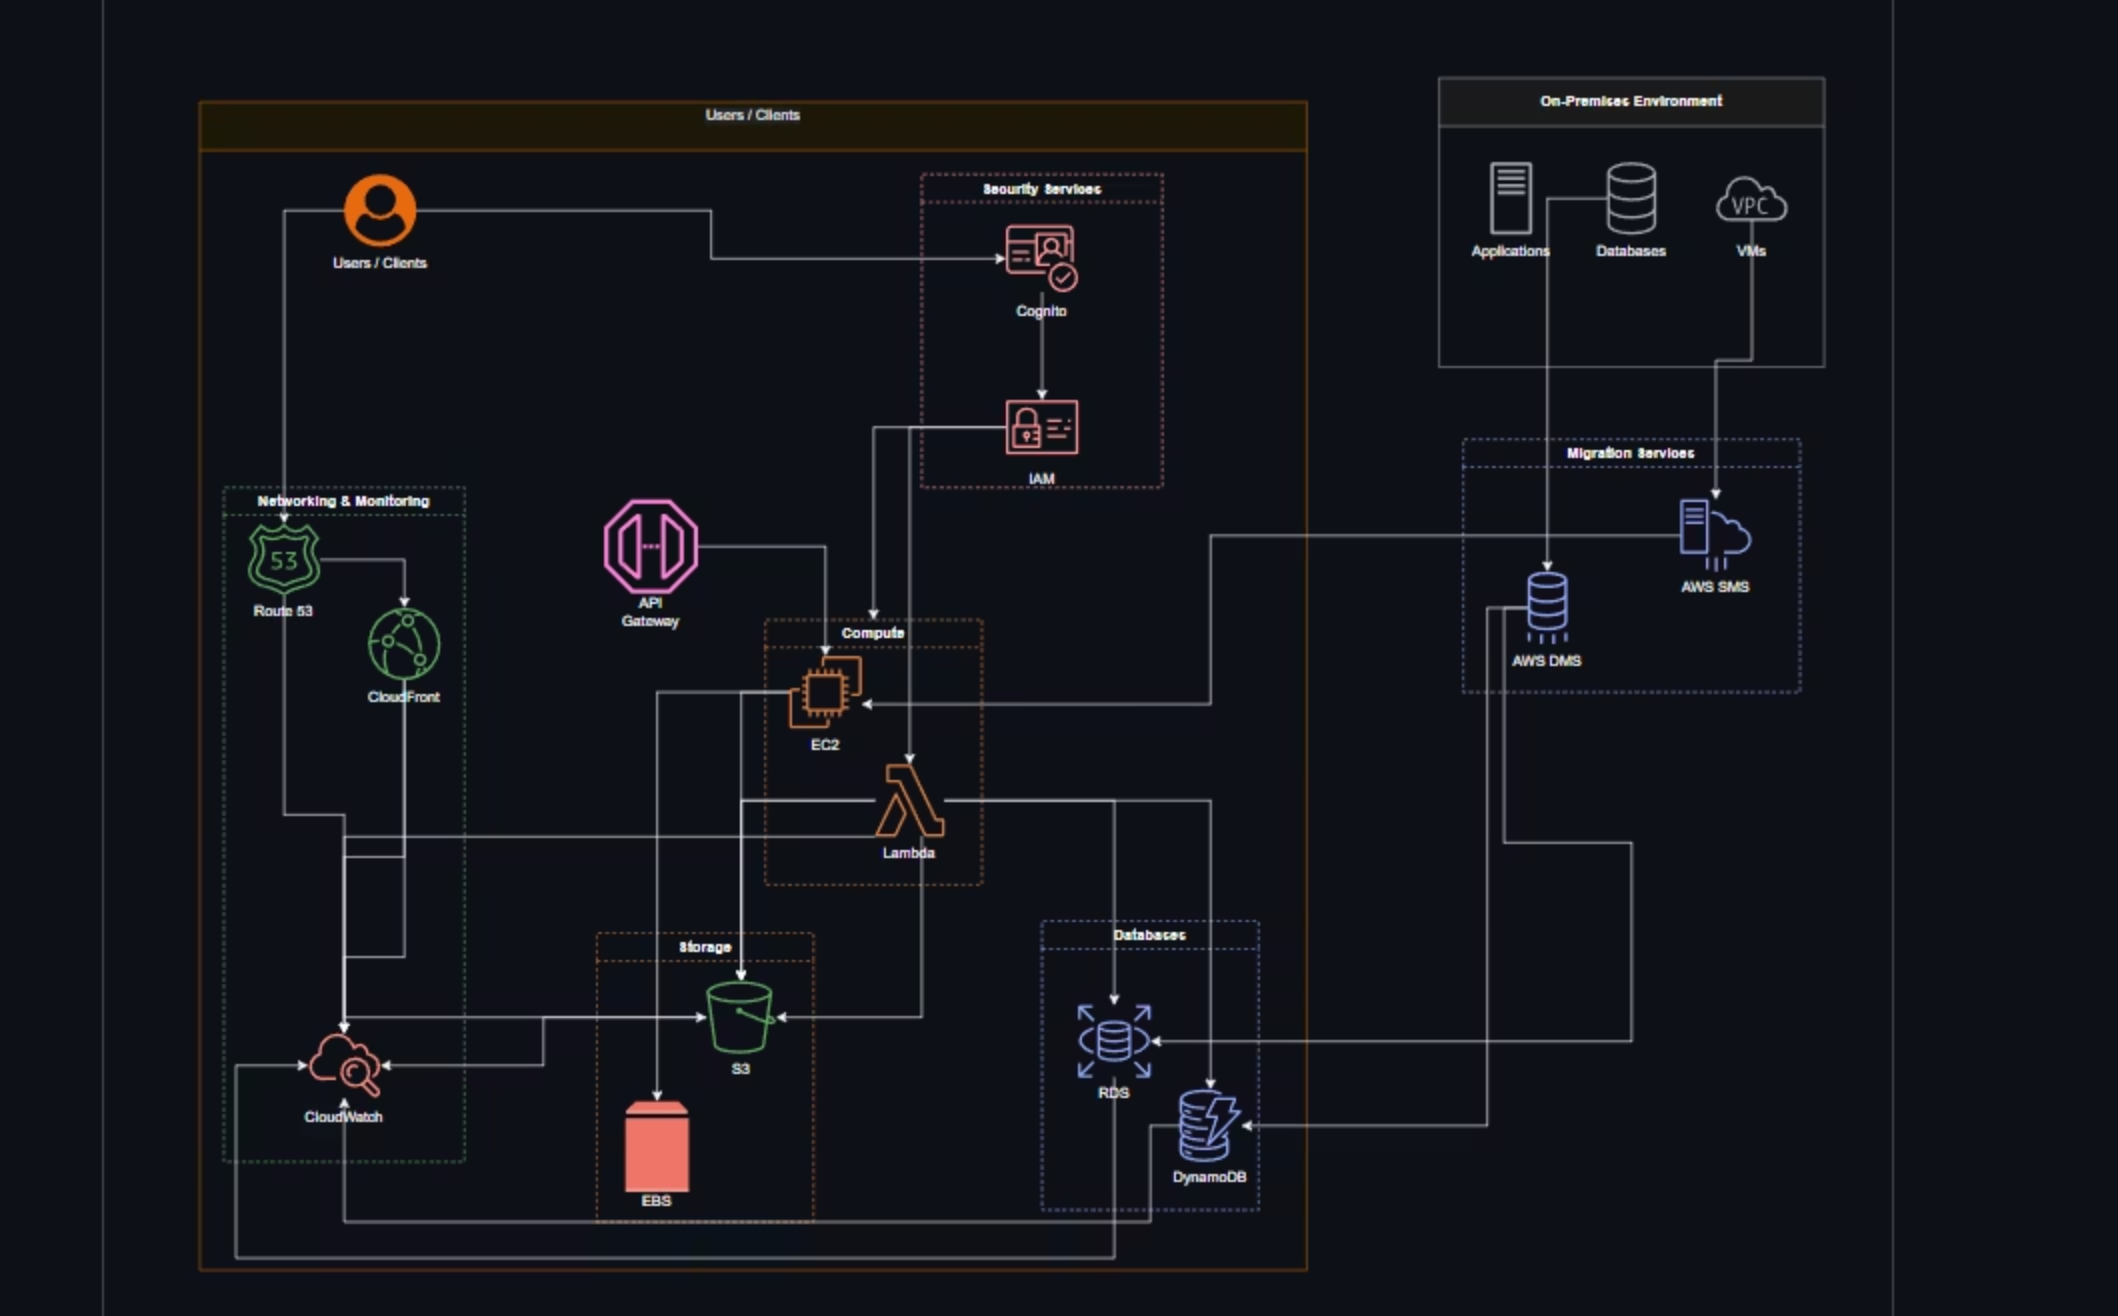 Users / Clients
On-Premises Environment
Users / Clients
Security Services
Cognito
IAM
Applications
Databases
VPC
VMs
Migration Services
AWS SMS
AWS DMS
Networking & Monitoring
53
Route 53
CloudFront
API
Gateway
Compute
EC2
Lambda
Storage
S3
EBS
Databases
RDS
DynamoDB
CloudWatch